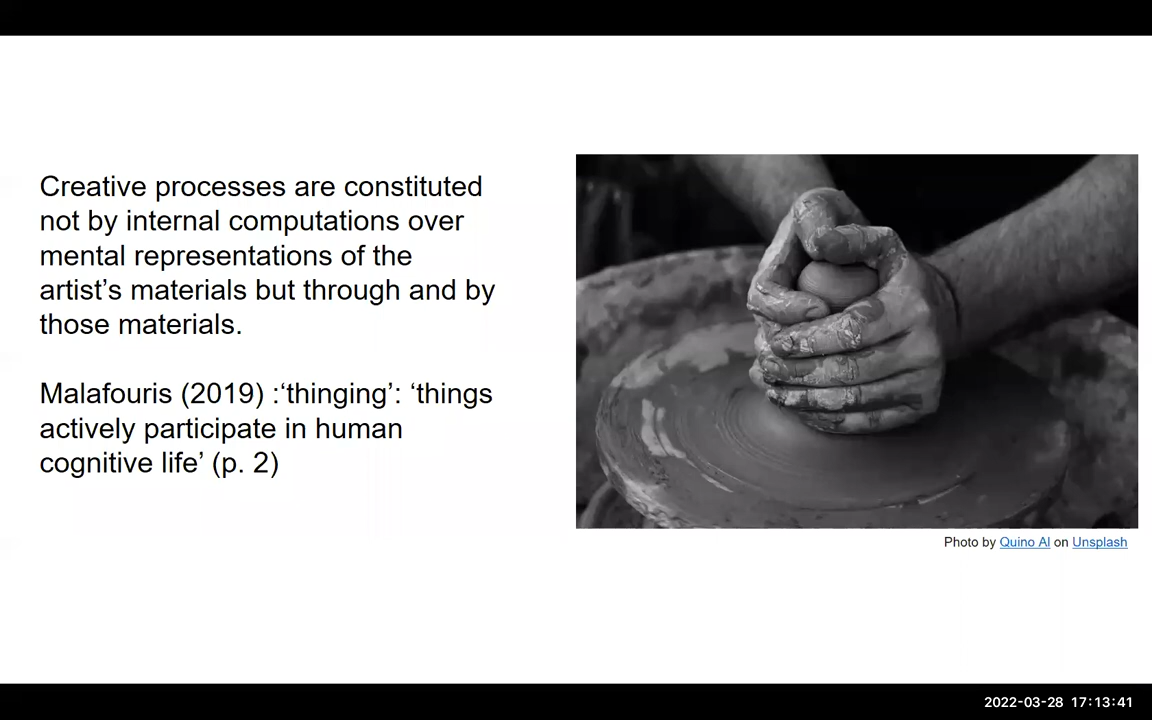 Creative processes are constituted
not by internal computations over
mental representations of the
artist’s materials but through and by
those materials.
Malafouris (2019) :‘thinging’: ‘things
actively participate in human
cognitive life’ (p. 2)
Photo by Quino Al on Unsplash
2022-03-28 17:13:41